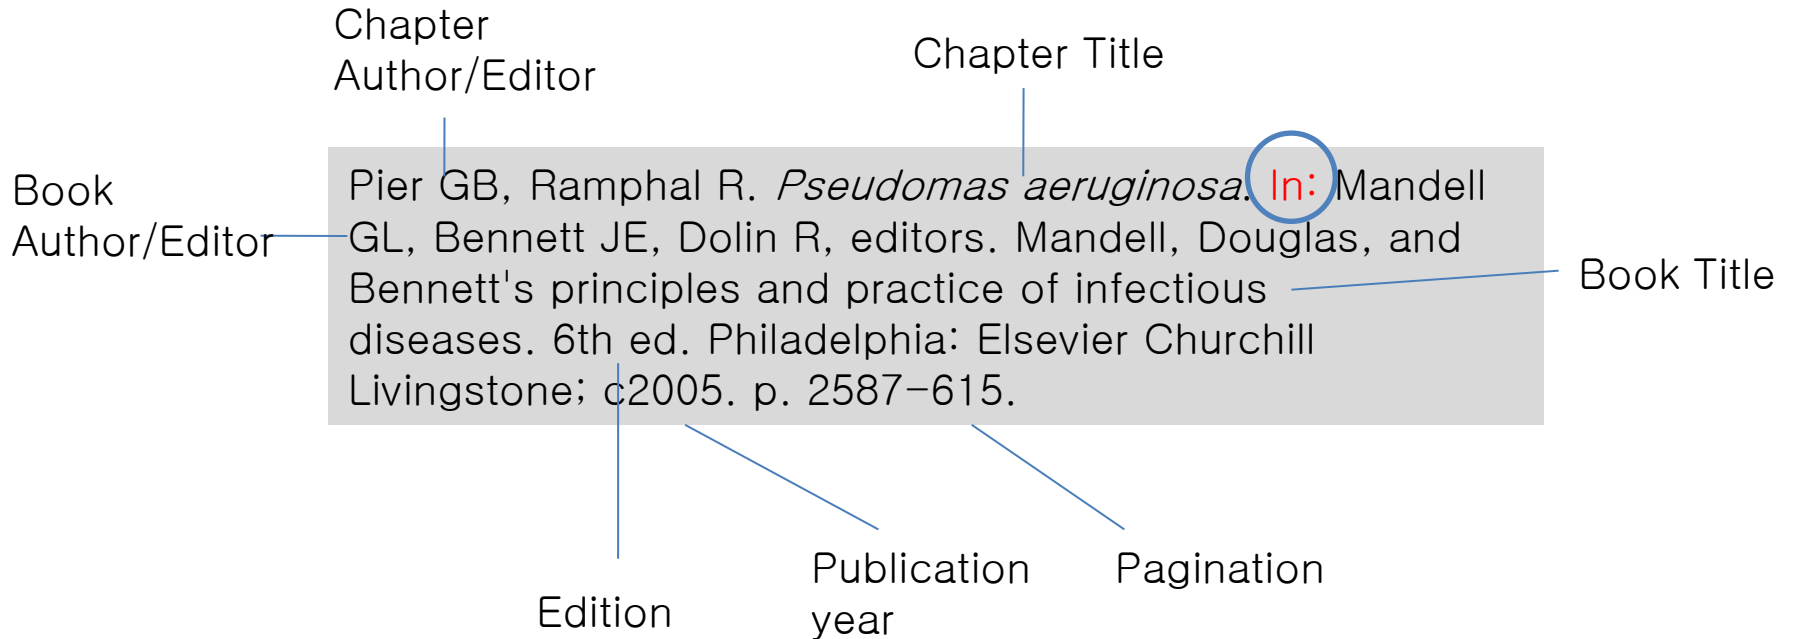 Chapter
Author/Editor
Chapter Title
Book
Author/Editor
Pier GB, Ramphal R. Pseudomas aeruginosa. In: Mandell
GL, Bennett JE, Dolin R, editors. Mandell, Douglas, and
Bennett's principles and practice of infectious
diseases. 6th ed. Philadelphia: Elsevier Churchill
Livingstone; c2005. p. 2587-615.
Book Title
Edition
Publication
year
Pagination